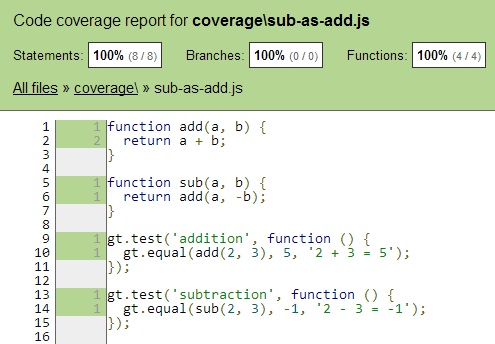 Code coverage report for coverage\sub-as-add.js
Statements: 100% (8 / 8) Branches: 100% (0 / 0) Functions: 100% (4 / 4)
All files » coverage\ » sub-as-add.js
1 1 function add(a, b) {
2 2 return a + b;
3 }
4
5 1 function sub(a, b) {
6 1 return add(a, -b);
7 }
8
9 1 gt.test('addition', function () {
10 1 gt.equal(add(2, 3), 5, '2 + 3 = 5');
11 });
12
13 1 gt.test('subtraction', function () {
14 1 gt.equal(sub(2, 3), -1, '2 - 3 = -1');
15 });
16